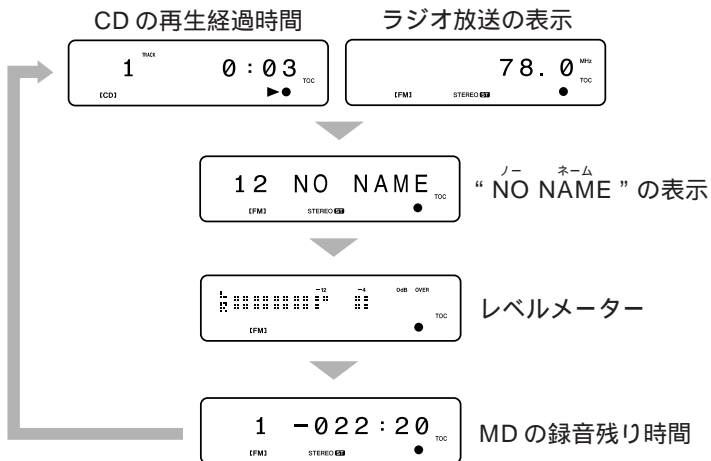 CD の再生経過時間
ラジオ放送の表示
1 TRACK 0:03 TOC
[CD]
78.0 MHz
TOC
[FM] STEREO ST
ノー ネーム
12 NO NAME TOC
“ NO NAME ” の表示
[FM] STEREO ST
L -12 -4 0dB OVER
R
レベルメーター
TOC
[FM]
1 -022:20 TOC
MD の録音残り時間
[FM] STEREO ST